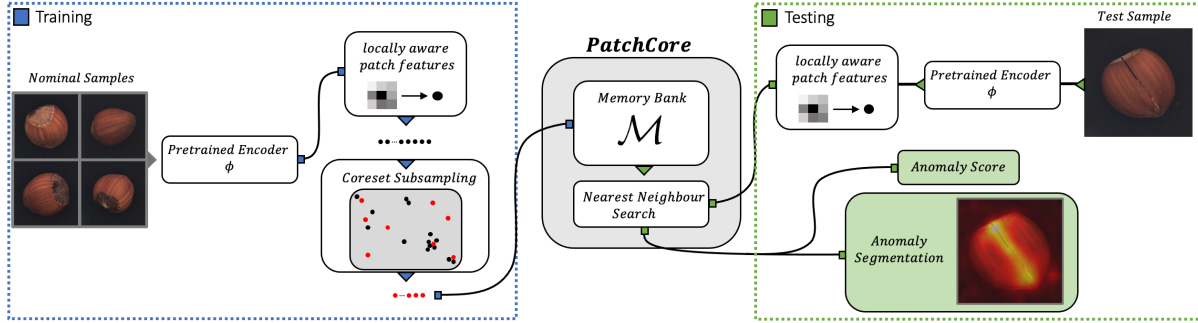 Training
Nominal Samples
Pretrained Encoder
ϕ
locally aware
patch features
Coreset Subsampling
PatchCore
Memory Bank
ℳ
Nearest Neighbour
Search
Testing
locally aware
patch features
Pretrained Encoder
ϕ
Test Sample
Anomaly Score
Anomaly
Segmentation